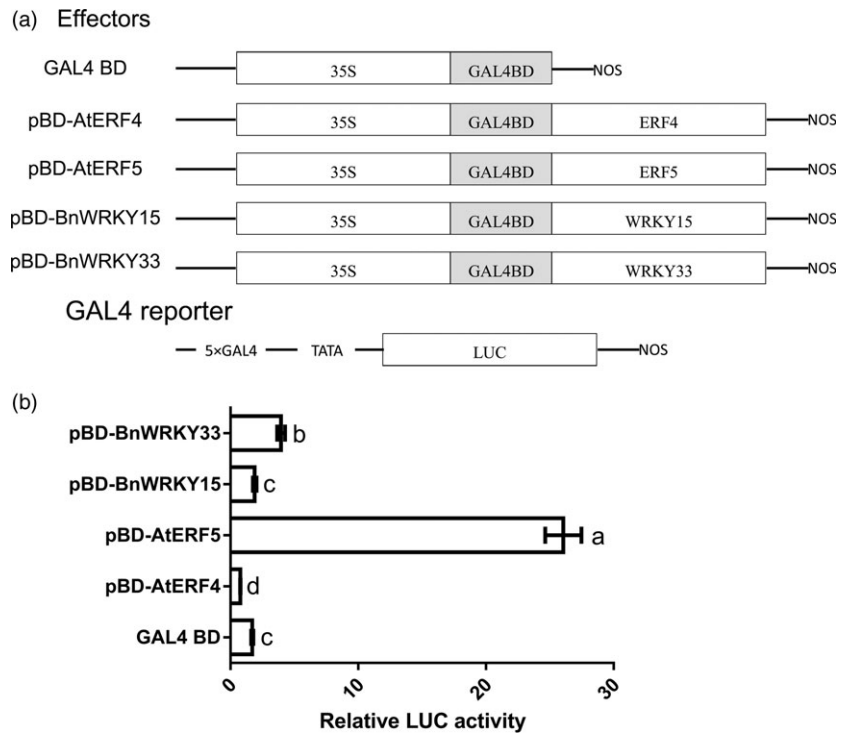 (a) Effectors
GAL4 BD 35S GAL4BD NOS
pBD-AtERF4 35S GAL4BD ERF4 NOS
pBD-AtERF5 35S GAL4BD ERF5 NOS
pBD-BnWRKY15 35S GAL4BD WRKY15 NOS
pBD-BnWRKY33 35S GAL4BD WRKY33 NOS
GAL4 reporter
5×GAL4 TATA LUC NOS
(b)
pBD-BnWRKY33 b
pBD-BnWRKY15 c
pBD-AtERF5 a
pBD-AtERF4 d
GAL4 BD c
0 10 20 30
Relative LUC activity